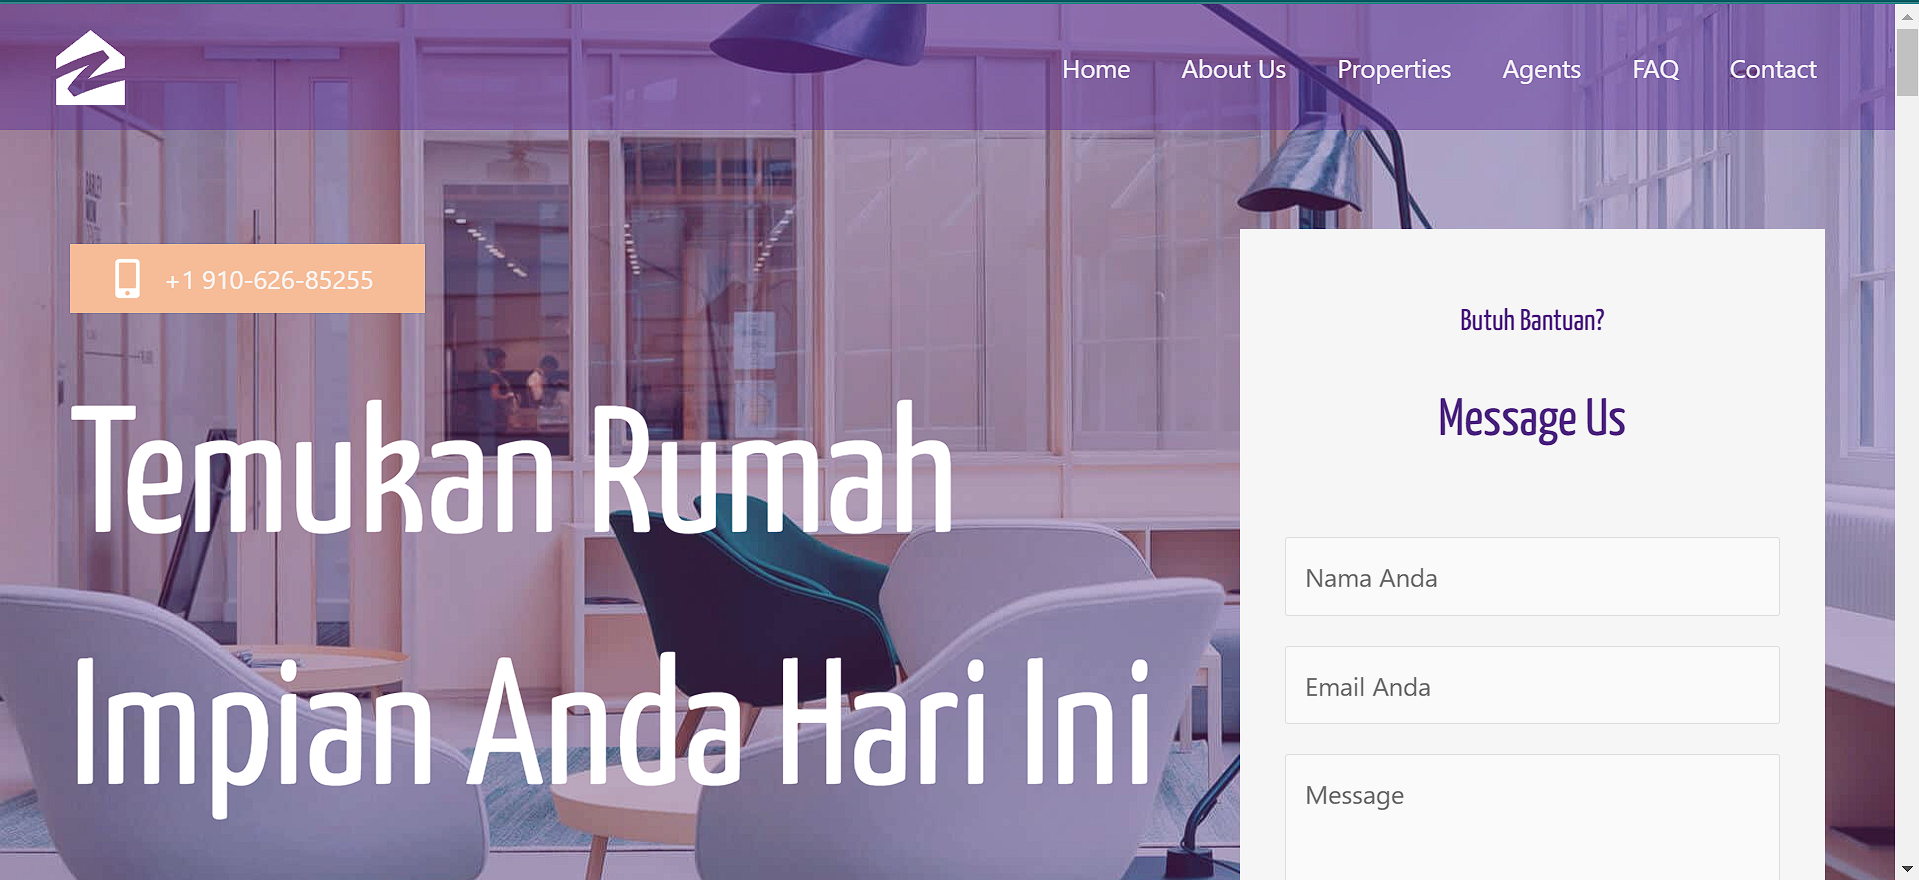 Home About Us Properties Agents FAQ Contact
+1 910-626-85255
Temukan Rumah
Impian Anda Hari Ini
Butuh Bantuan?
Message Us
Nama Anda
Email Anda
Message